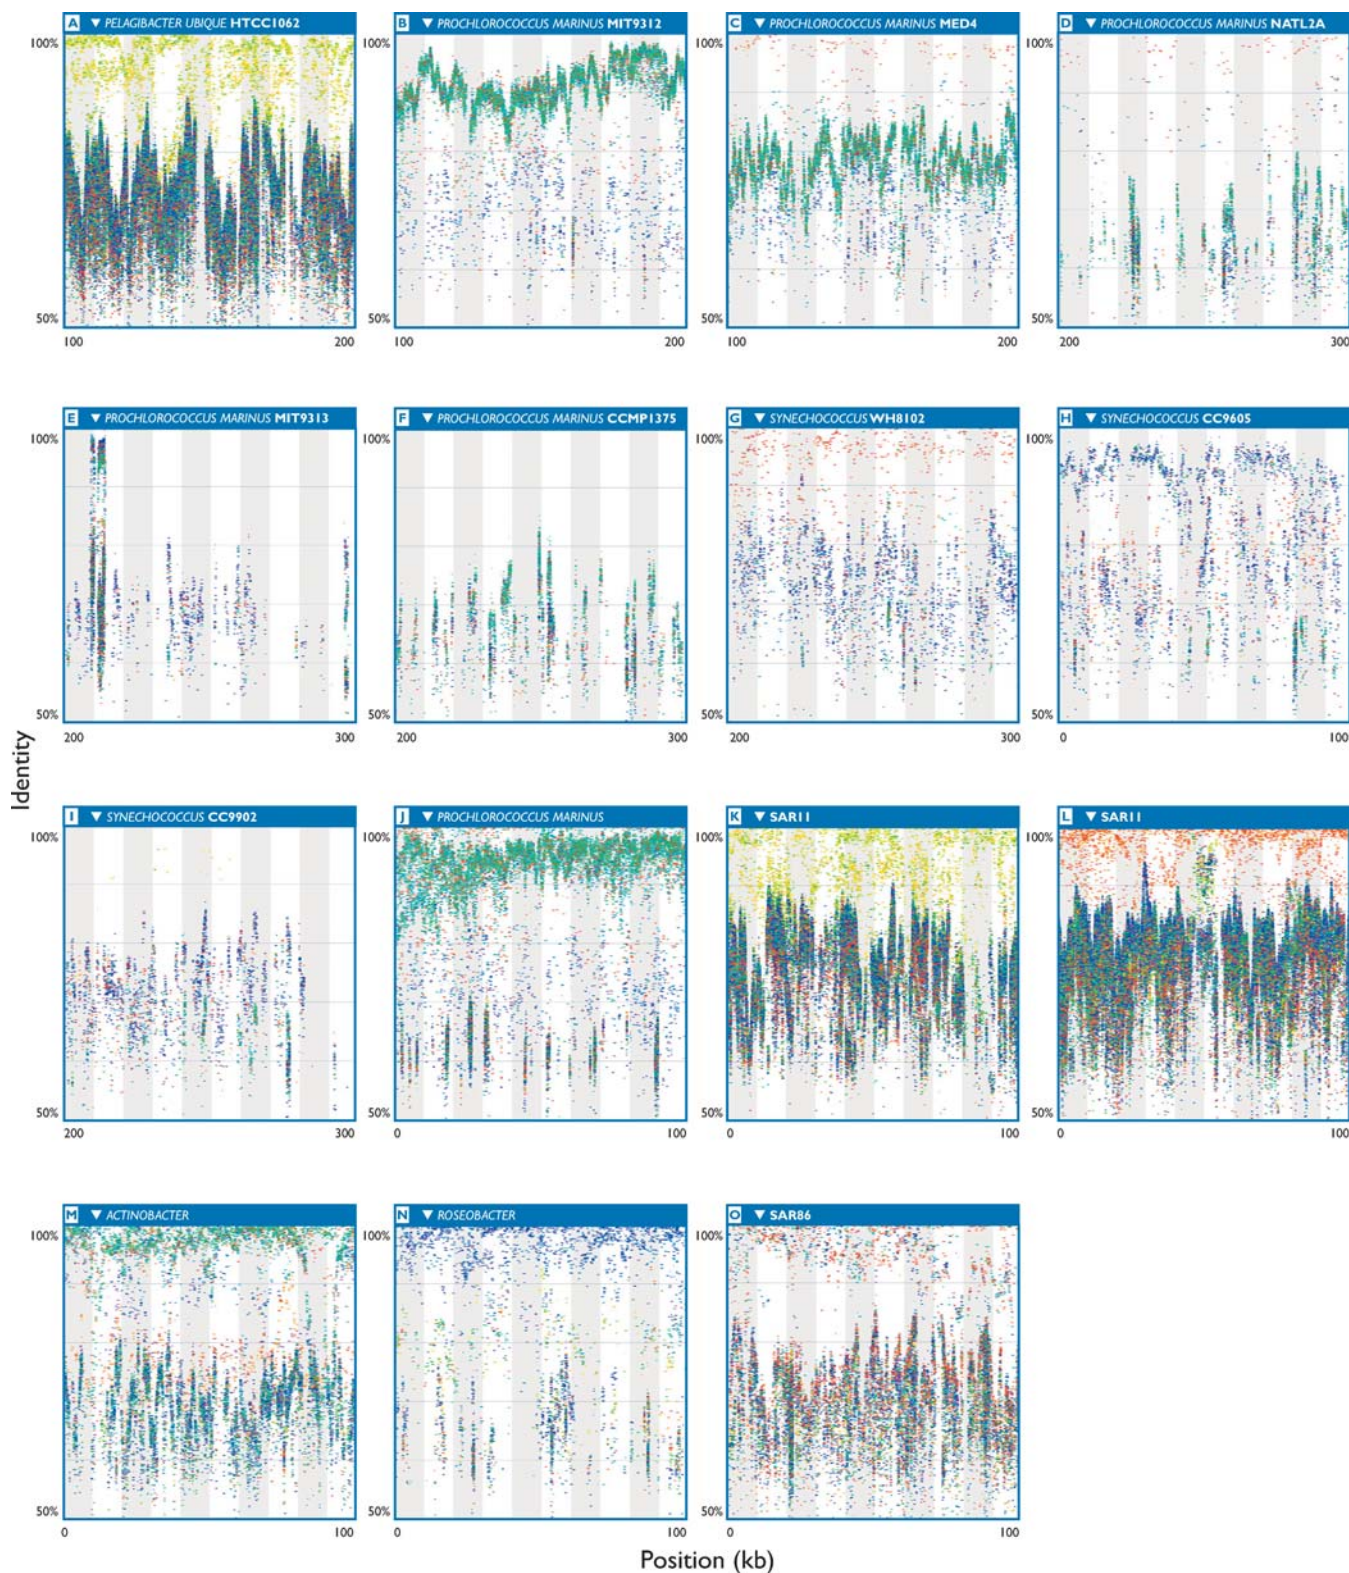 A ▼ PELAGIBACTER UBIQUE HTCC1062
B ▼ PROCHLOROCOCCUS MARINUS MIT9312
C ▼ PROCHLOROCOCCUS MARINUS MED4
D ▼ PROCHLOROCOCCUS MARINUS NATL2A
100% 100% 100% 100%
50% 50% 50% 50%
100 200 100 200 100 200 200 300
E ▼ PROCHLOROCOCCUS MARINUS MIT9313
F ▼ PROCHLOROCOCCUS MARINUS CCMP1375
G ▼ SYNECHOCOCCUS WH8102
H ▼ SYNECHOCOCCUS CC9605
100% 100% 100% 100%
50% 50% 50% 50%
200 300 200 300 200 300 0 100
Identity
I ▼ SYNECHOCOCCUS CC9902
J ▼ PROCHLOROCOCCUS MARINUS
K ▼ SAR11
L ▼ SAR11
100% 100% 100% 100%
50% 50% 50% 50%
200 300 0 100 0 100 0 100
M ▼ ACTINOBACTER
N ▼ ROSEOBACTER
O ▼ SAR86
100% 100% 100%
50% 50% 50%
0 100 0 100 0 100
Position (kb)